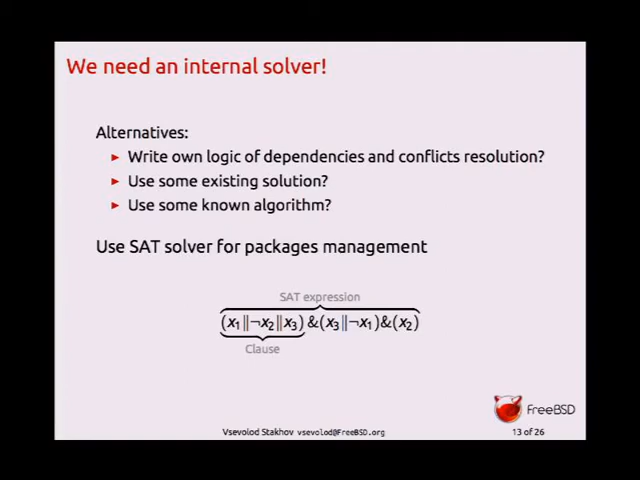 We need an internal solver!
Alternatives:
► Write own logic of dependencies and conflicts resolution?
► Use some existing solution?
► Use some known algorithm?
Use SAT solver for packages management
SAT expression
(x₁‖¬x₂‖x₃)&(x₃‖¬x₁)&(x₂)
Clause
FreeBSD
Vsevolod Stakhov vsevolod@FreeBSD.org
13 of 26